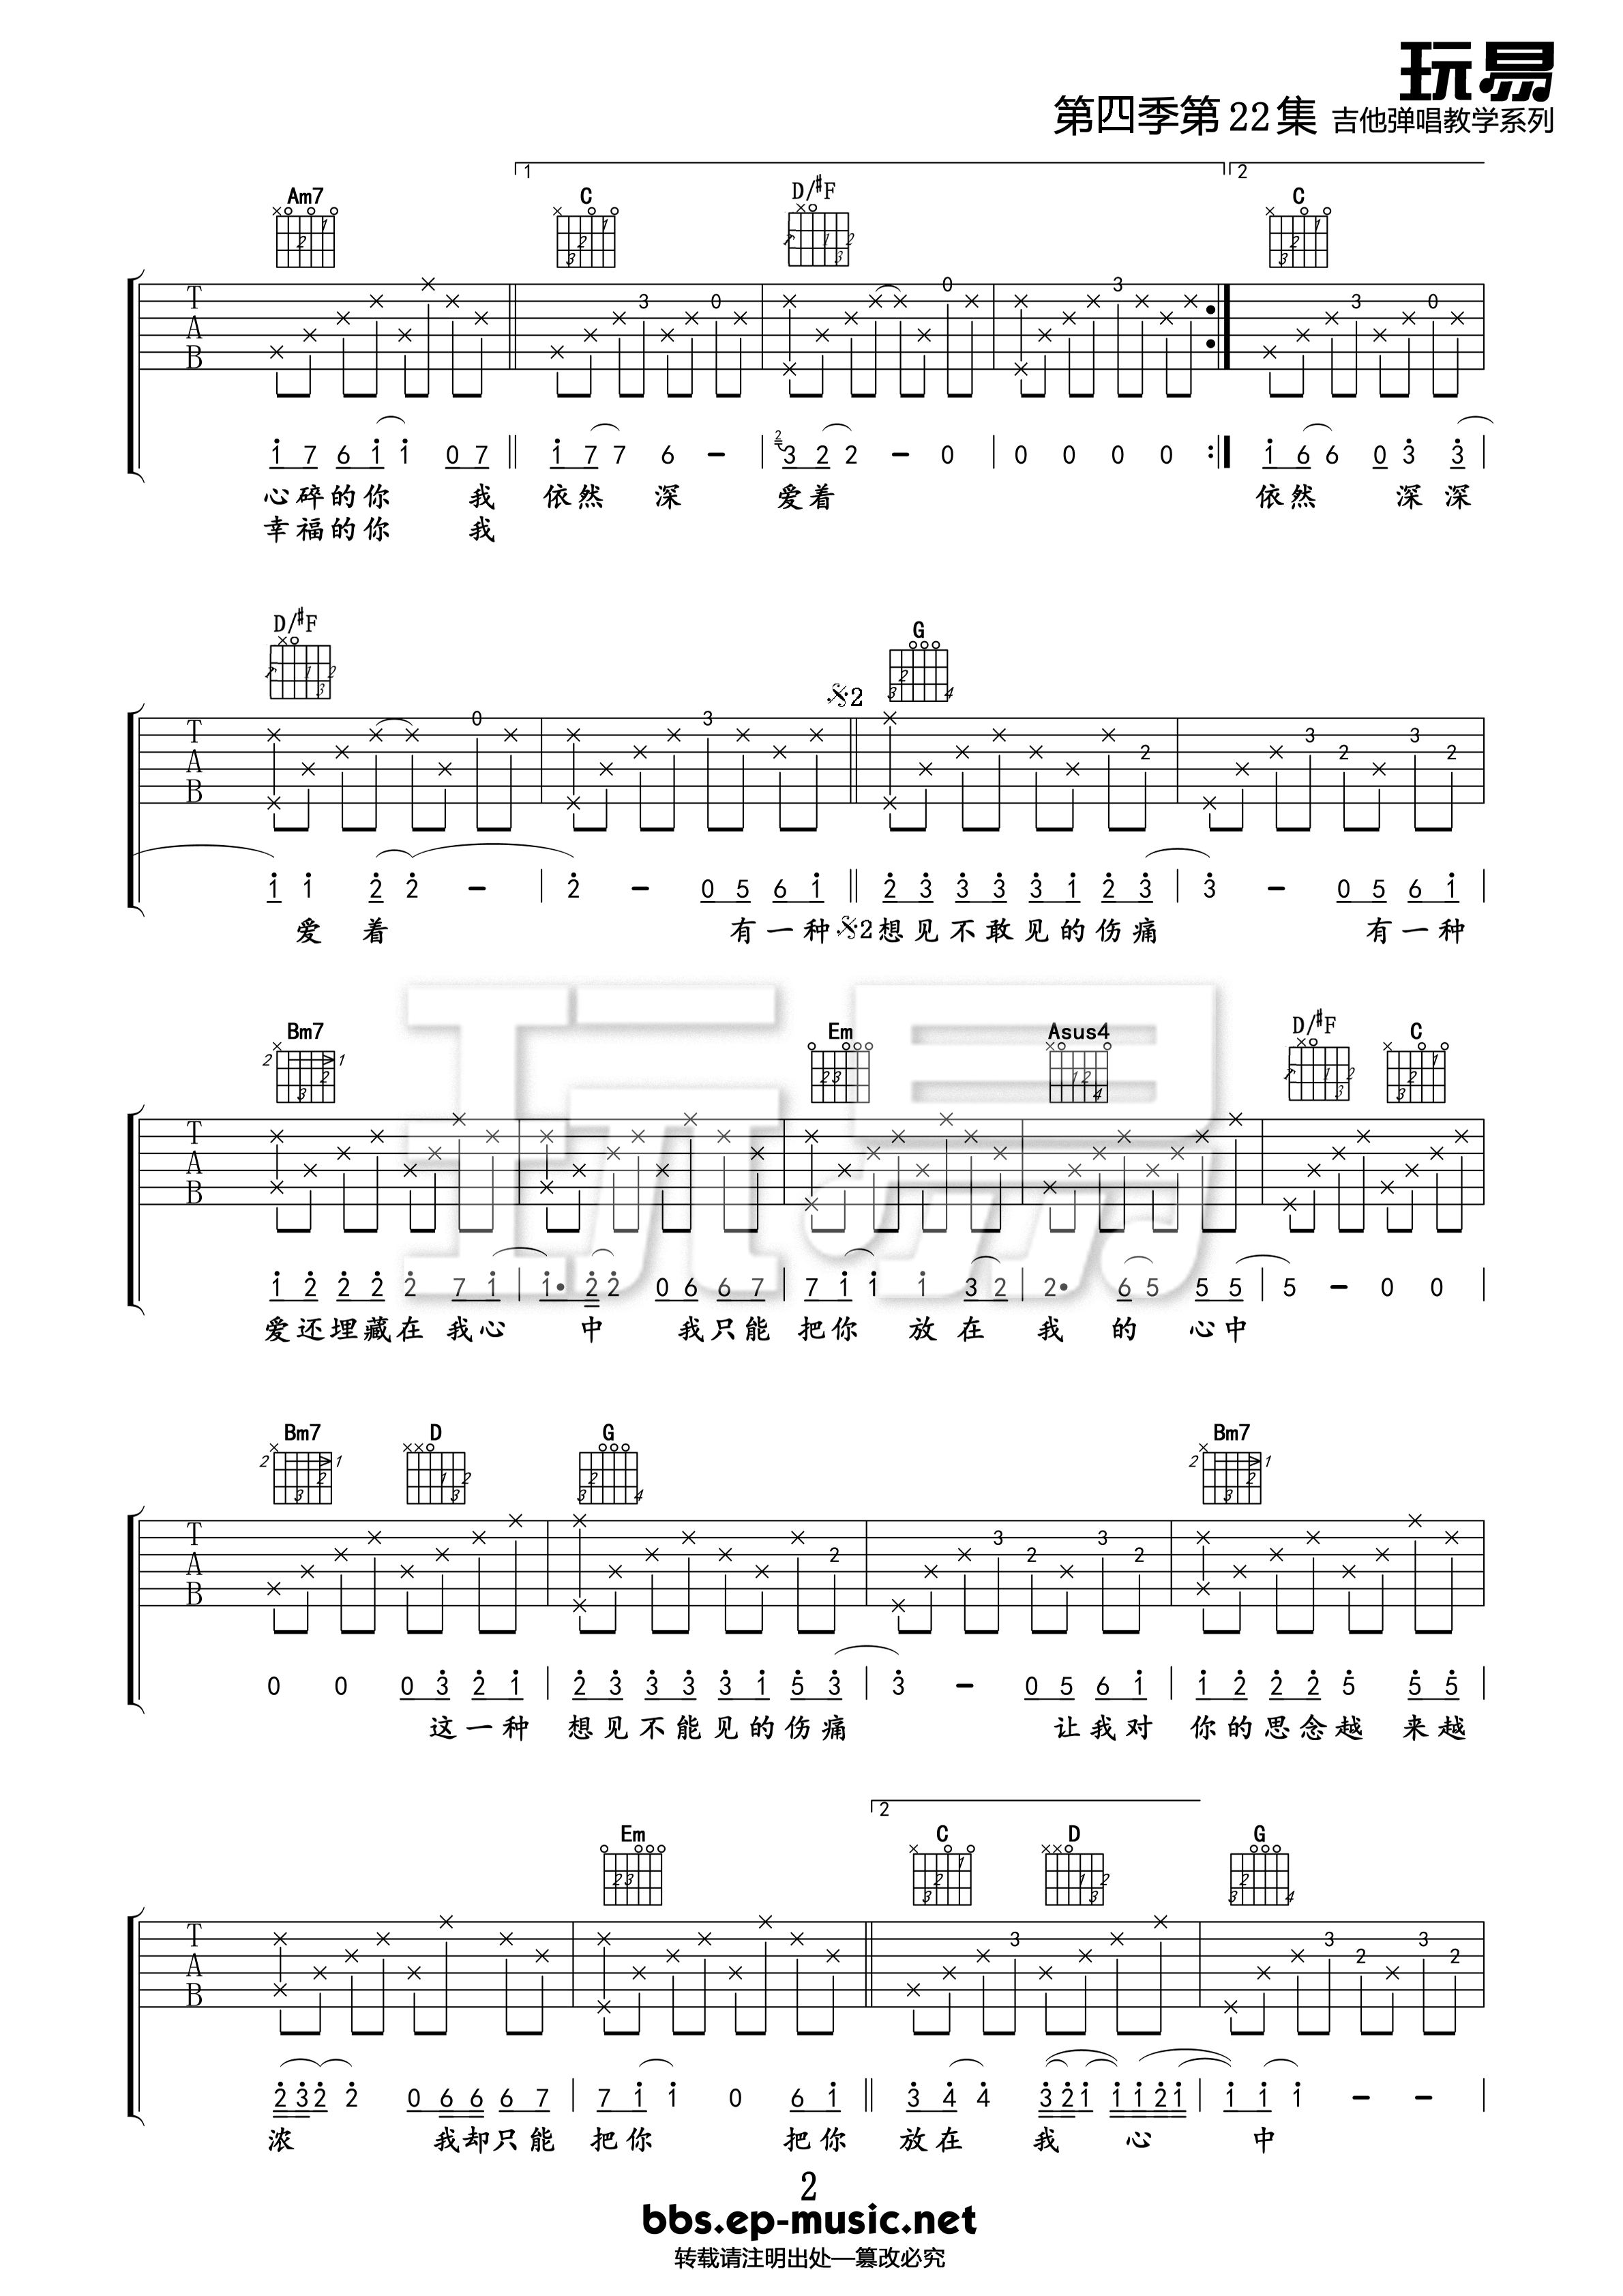 玩易
第四季第22集 吉他弹唱教学系列
1 2
Am7 C D/#F C
T 3 0 0 3 3 0
A
B
1 7 6 1 1 0 7 1 7 7 6 - 2 3 2 2 - 0 0 0 0 0 1 6 6 0 3 3
心碎的你 我 依然 深 爱着 依然 深 深
幸福的你 我
D/#F G
𝄋2
T 0 3 3 3
A 2 2 2
B
1 1 2 2 - 2 - 0 5 6 1 2 3 3 3 3 1 2 3 3 - 0 5 6 1
爱 着 有一种𝄋2想见不敢见的伤痛 有一种
Bm7 Em Asus4 D/#F C
T
A
B
1 2 2 2 2 7 1 1· 2 2 0 6 6 7 7 1 1 1 3 2 2· 6 5 5 5 5 - 0 0
爱还埋藏在 我心 中 我只能 把你 放在 我 的 心中
Bm7 D G Bm7
T 3 3
A 2 2 2
B
0 0 0 3 2 1 2 3 3 3 3 1 5 3 3 - 0 5 6 1 1 2 2 2 5 5 5
这一种 想见不能见的伤痛 让我对 你的思念越 来越
2
Em C D G
T 3 3 3
A 2 2
B
2 3 2 2 0 6 6 6 7 7 1 1 0 6 1 3 4 4 3 2 1 1 1 2 1 1 1 1 - -
浓 我却只能 把你 把你 放在 我 心 中
2
bbs.ep-music.net
转载请注明出处—篡改必究